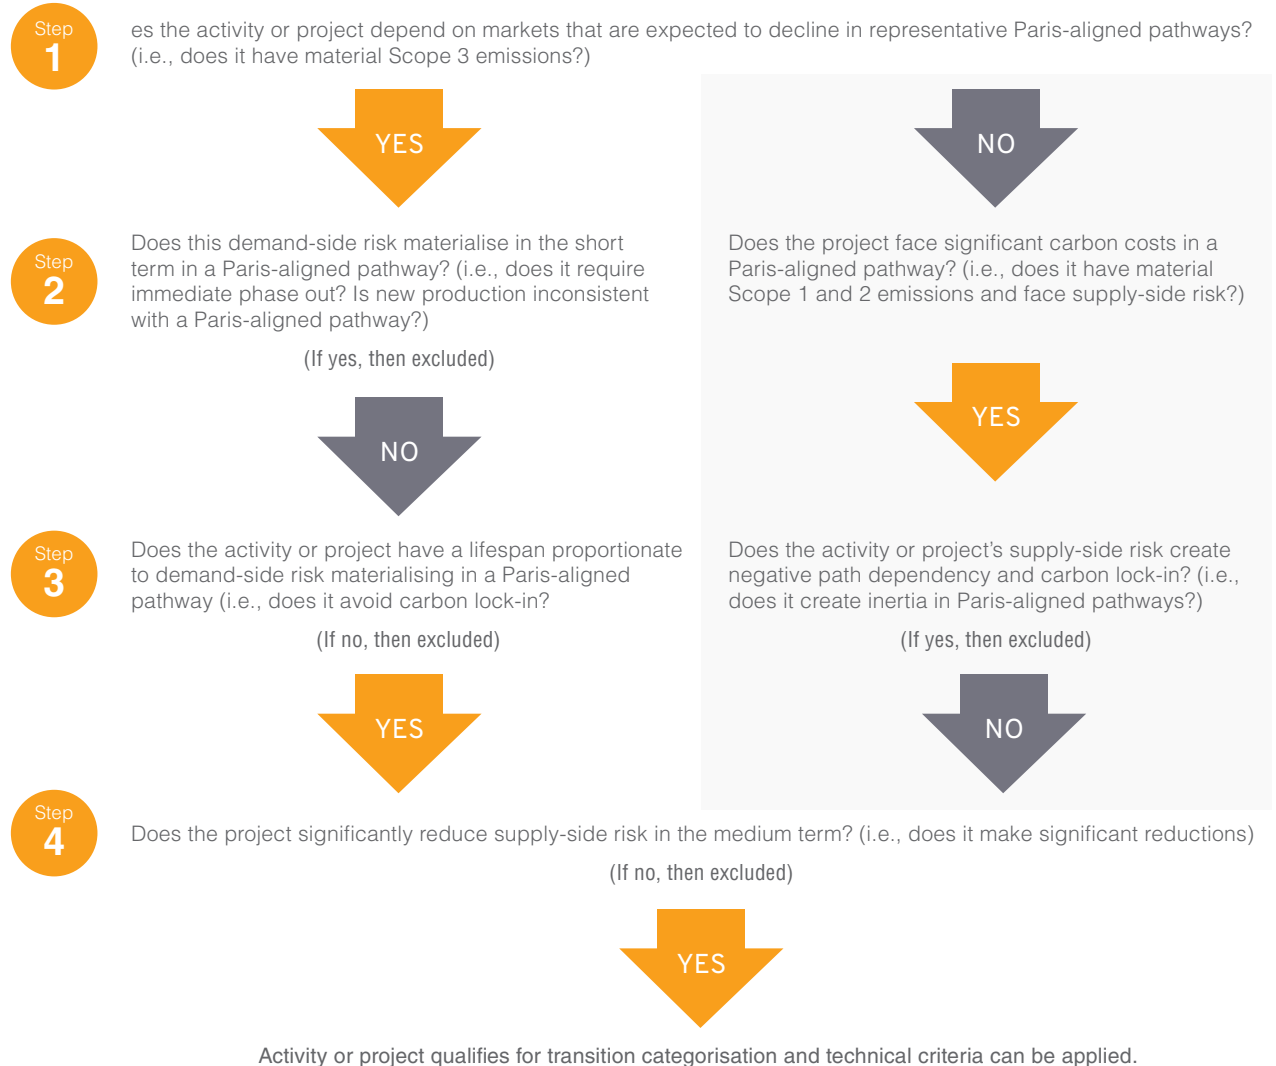 Step
1
es the activity or project depend on markets that are expected to decline in representative Paris-aligned pathways?
(i.e., does it have material Scope 3 emissions?)
YES
NO
Step
2
Does this demand-side risk materialise in the short
term in a Paris-aligned pathway? (i.e., does it require
immediate phase out? Is new production inconsistent
with a Paris-aligned pathway?)
(If yes, then excluded)
NO
Does the project face significant carbon costs in a
Paris-aligned pathway? (i.e., does it have material
Scope 1 and 2 emissions and face supply-side risk?)
YES
Step
3
Does the activity or project have a lifespan proportionate
to demand-side risk materialising in a Paris-aligned
pathway (i.e., does it avoid carbon lock-in?
(If no, then excluded)
YES
Does the activity or project’s supply-side risk create
negative path dependency and carbon lock-in? (i.e.,
does it create inertia in Paris-aligned pathways?)
(If yes, then excluded)
NO
Step
4
Does the project significantly reduce supply-side risk in the medium term? (i.e., does it make significant reductions)
(If no, then excluded)
YES
Activity or project qualifies for transition categorisation and technical criteria can be applied.